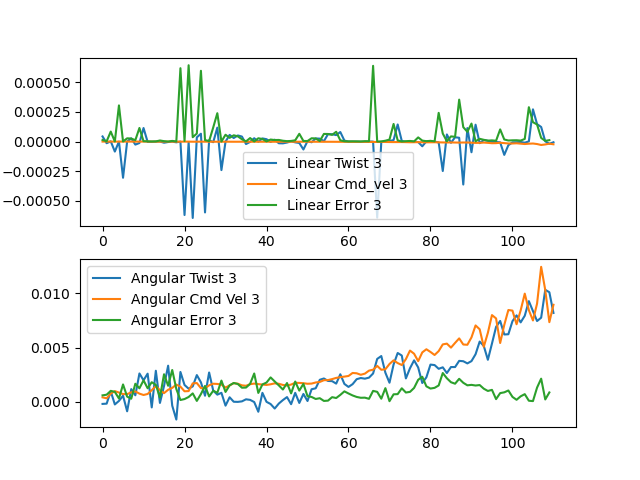 0.00050
0.00025
0.00000
−0.00025
−0.00050
Linear Twist 3
Linear Cmd_vel 3
Linear Error 3
0 20 40 60 80 100
0.010
0.005
0.000
Angular Twist 3
Angular Cmd Vel 3
Angular Error 3
0 20 40 60 80 100